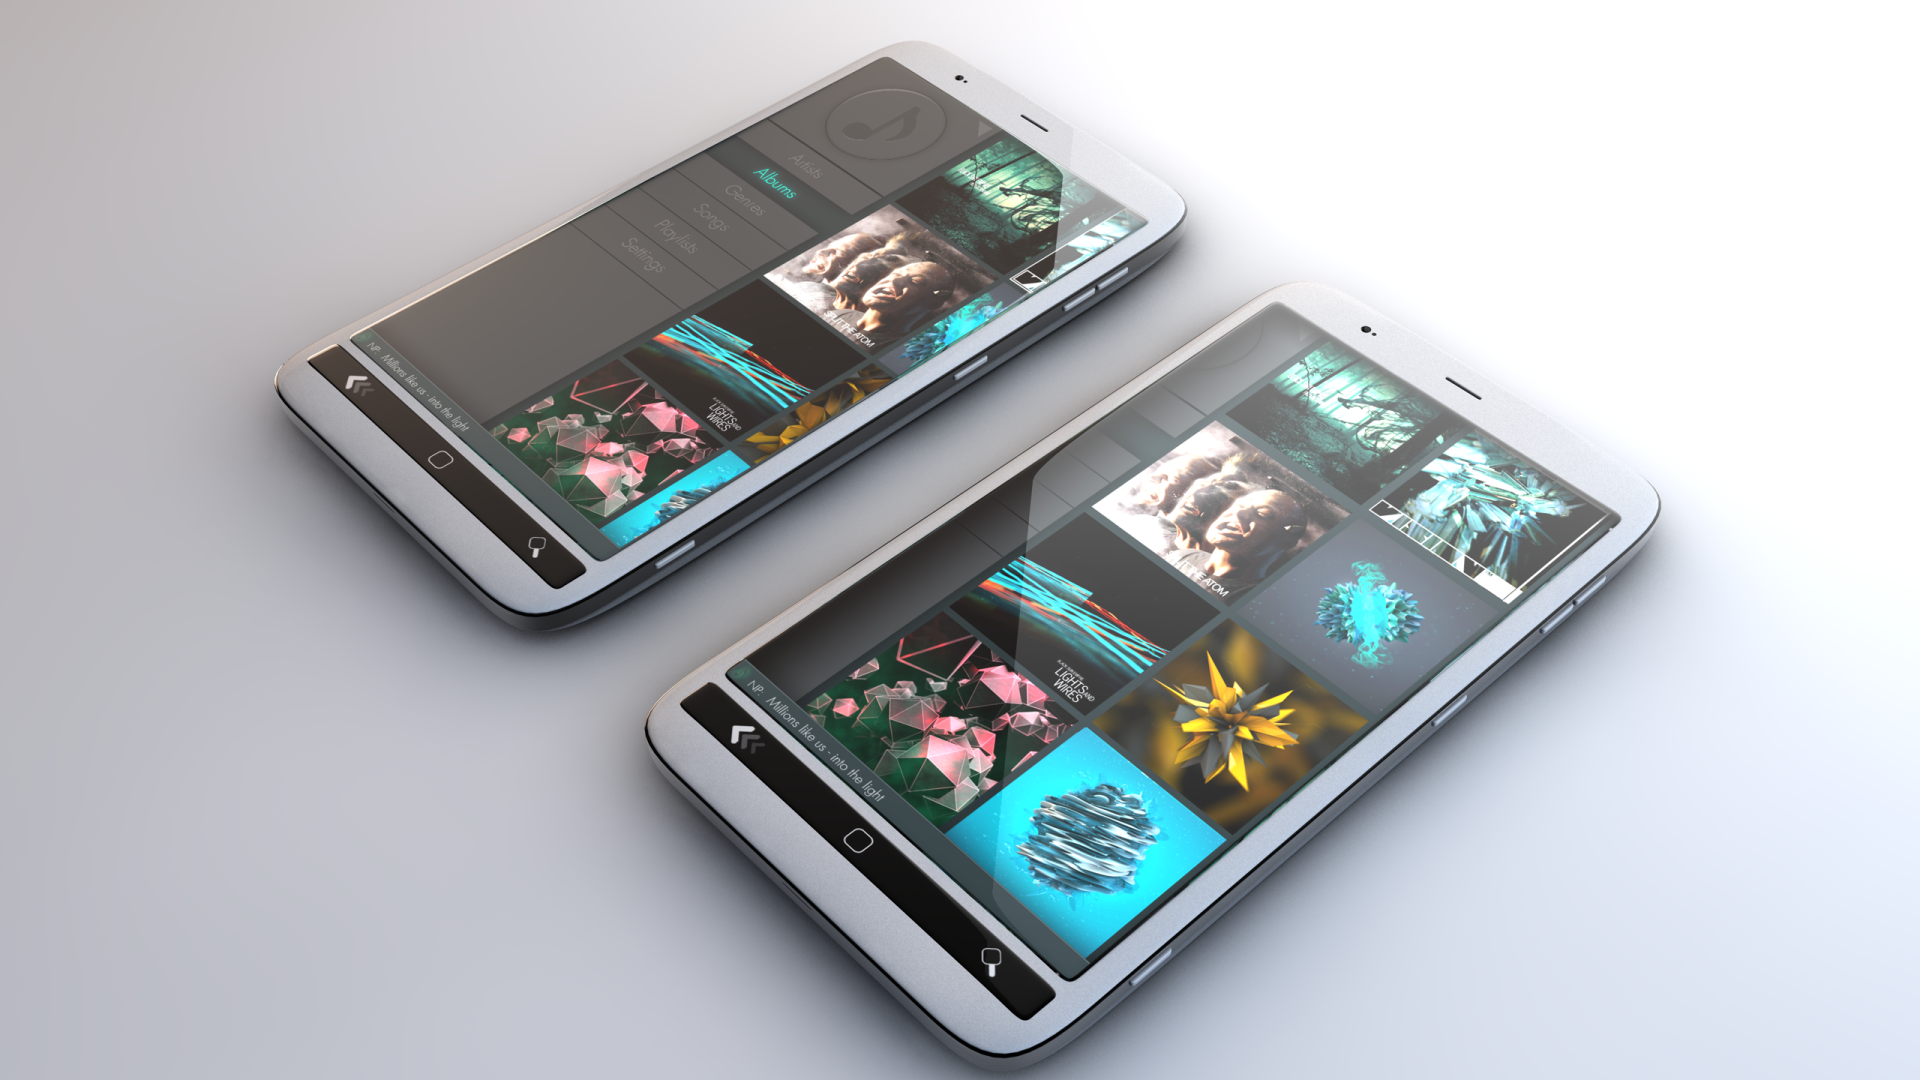 Artists
Albums
Genres
Songs
Playlists
Settings
SPLIT THE ATOM
LIGHTS AND
WIRES
NP: Millions like us - into the light
THE ATOM
LIGHTS AND
WIRES
NP: Millions like us - into the light